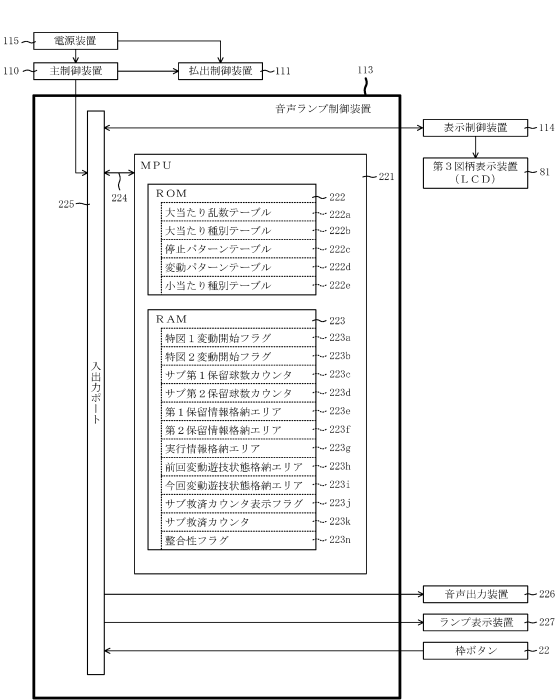 115 電源装置
110 主制御装置
払出制御装置 111
113
音声ランプ制御装置
表示制御装置 114
第３図柄表示装置
（ＬＣＤ） 81
ＭＰＵ
221
224
225
入出力ポート
ＲＯＭ 222
大当たり乱数テーブル 222a
大当たり種別テーブル 222b
停止パターンテーブル 222c
変動パターンテーブル 222d
小当たり種別テーブル 222e
ＲＡＭ 223
特図１変動開始フラグ 223a
特図２変動開始フラグ 223b
サブ第１保留球数カウンタ 223c
サブ第２保留球数カウンタ 223d
第１保留情報格納エリア 223e
第２保留情報格納エリア 223f
実行情報格納エリア 223g
前回変動遊技状態格納エリア 223h
今回変動遊技状態格納エリア 223i
サブ救済カウンタ表示フラグ 223j
サブ救済カウンタ 223k
整合性フラグ 223n
音声出力装置 226
ランプ表示装置 227
枠ボタン 22